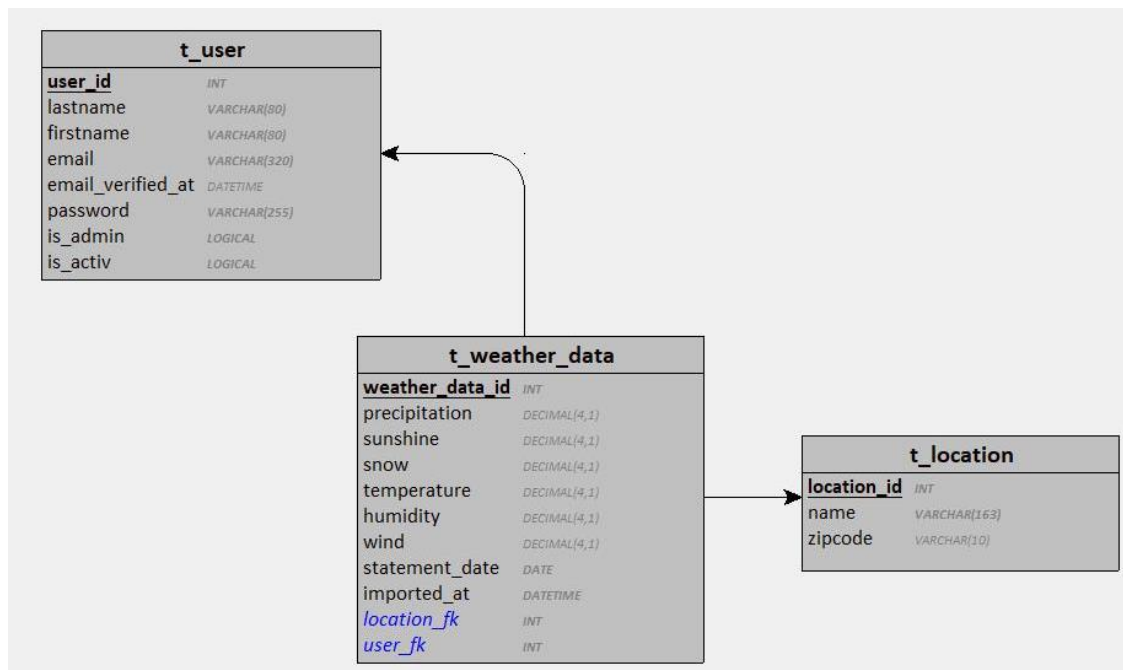 t_user
user_id INT
lastname VARCHAR(80)
firstname VARCHAR(80)
email VARCHAR(320)
email_verified_at DATETIME
password VARCHAR(255)
is_admin LOGICAL
is_activ LOGICAL
t_weather_data
weather_data_id INT
precipitation DECIMAL(4,1)
sunshine DECIMAL(4,1)
snow DECIMAL(4,1)
temperature DECIMAL(4,1)
humidity DECIMAL(4,1)
wind DECIMAL(4,1)
statement_date DATE
imported_at DATETIME
location_fk INT
user_fk INT
t_location
location_id INT
name VARCHAR(163)
zipcode VARCHAR(10)